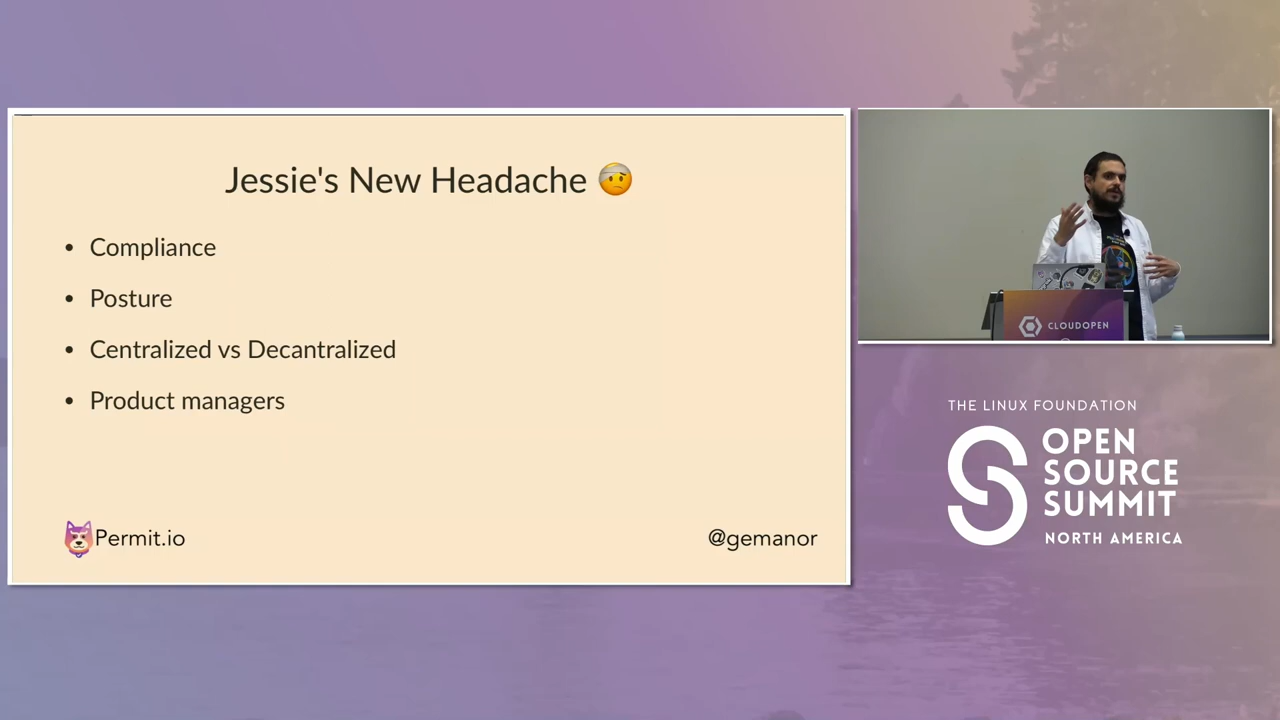 Jessie's New Headache 🤕
• Compliance
• Posture
• Centralized vs Decantralized
• Product managers
Permit.io
@gemanor
CLOUDOPEN
THE LINUX FOUNDATION
OPEN
SOURCE
SUMMIT
NORTH AMERICA